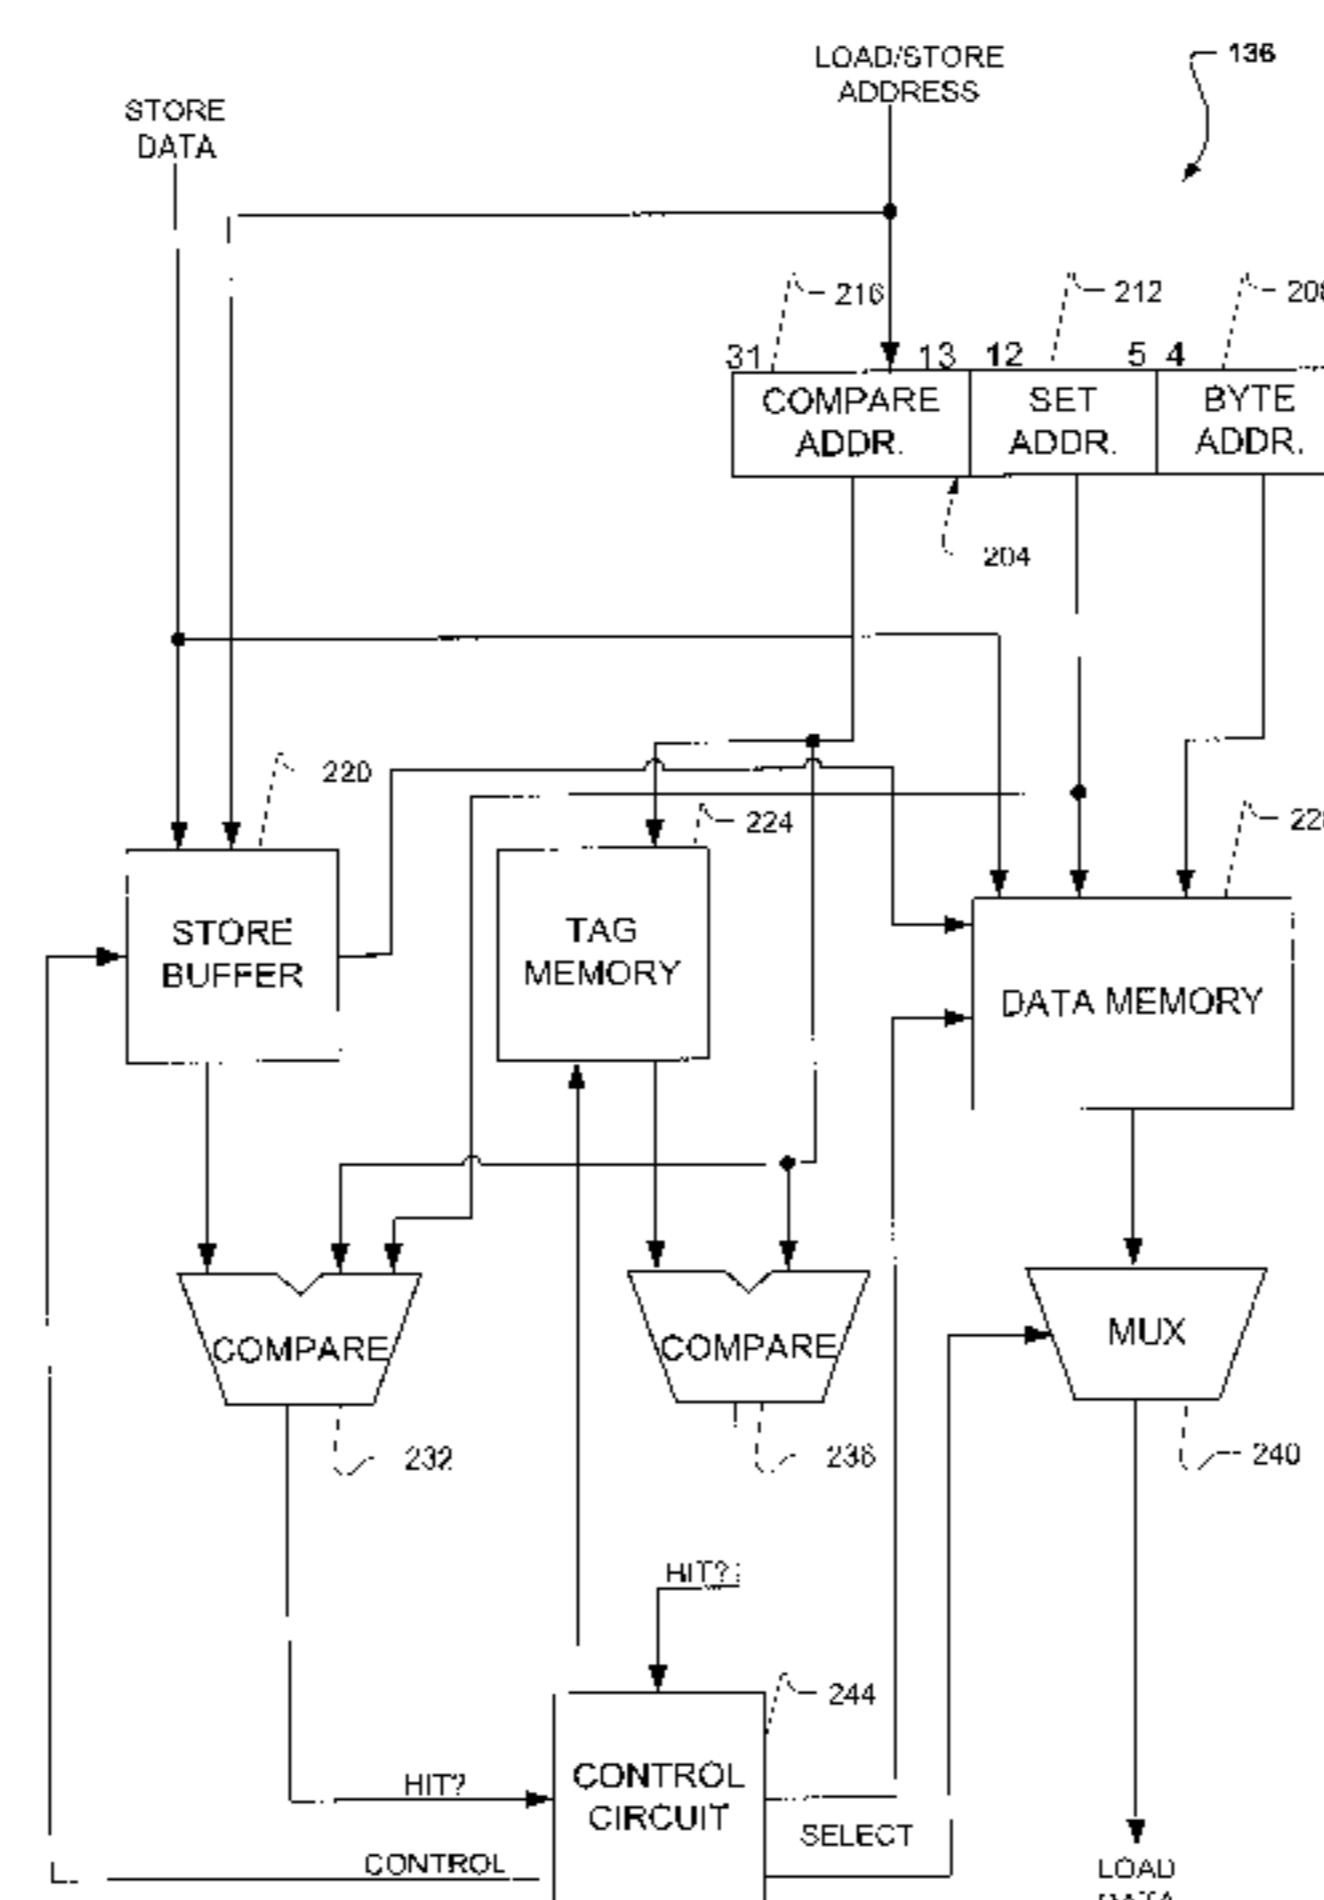 LOAD/STORE
ADDRESS
136
STORE
DATA
216
212
31
13
12
5
4
COMPARE
ADDR.
SET
ADDR.
BYTE
ADDR.
204
220
224
STORE
BUFFER
TAG
MEMORY
DATA MEMORY
COMPARE
COMPARE
MUX
232
236
240
HIT?
244
CONTROL
CIRCUIT
HIT?
SELECT
CONTROL
LOAD